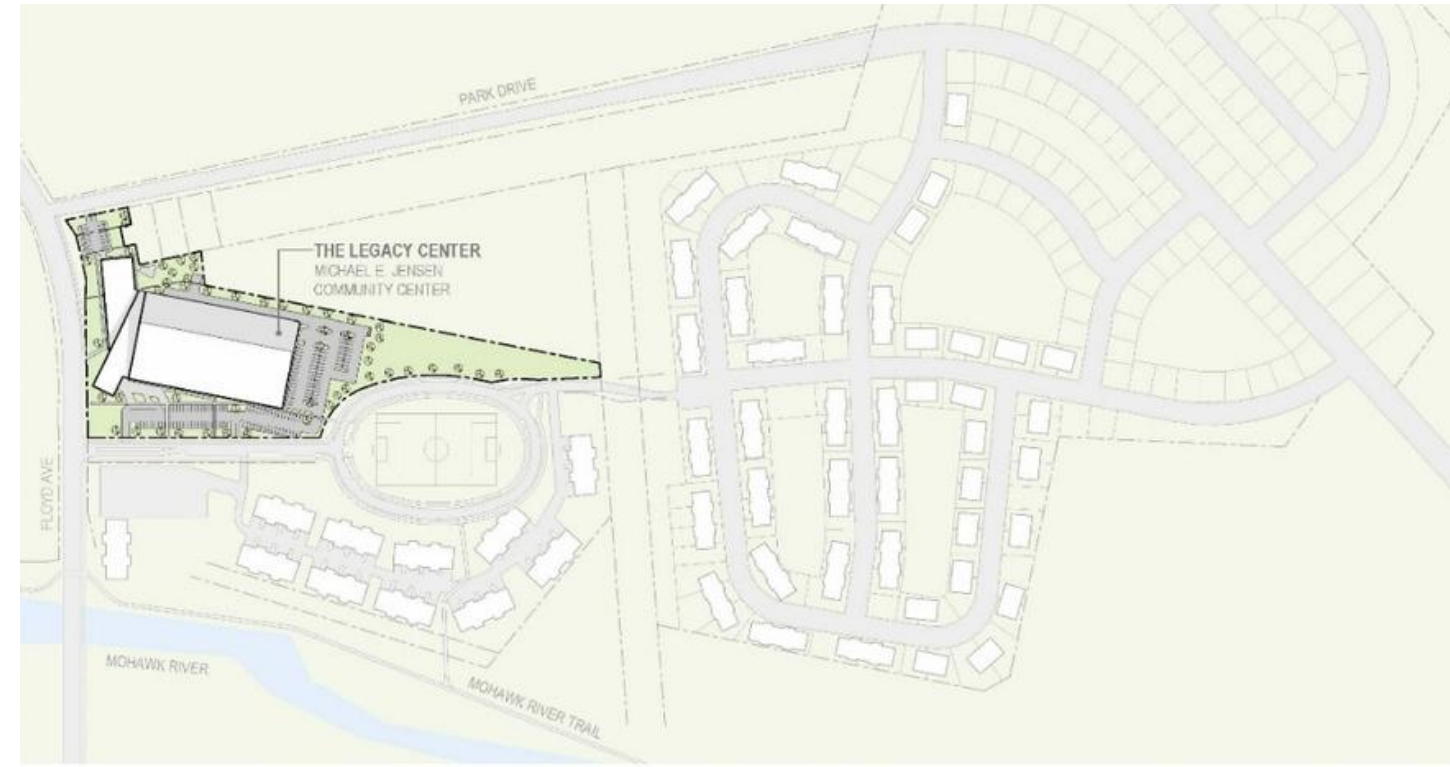 PARK DRIVE
THE LEGACY CENTER
MICHAEL E. JENSEN
COMMUNITY CENTER
FLOYD AVE
MOHAWK RIVER
MOHAWK RIVER TRAIL